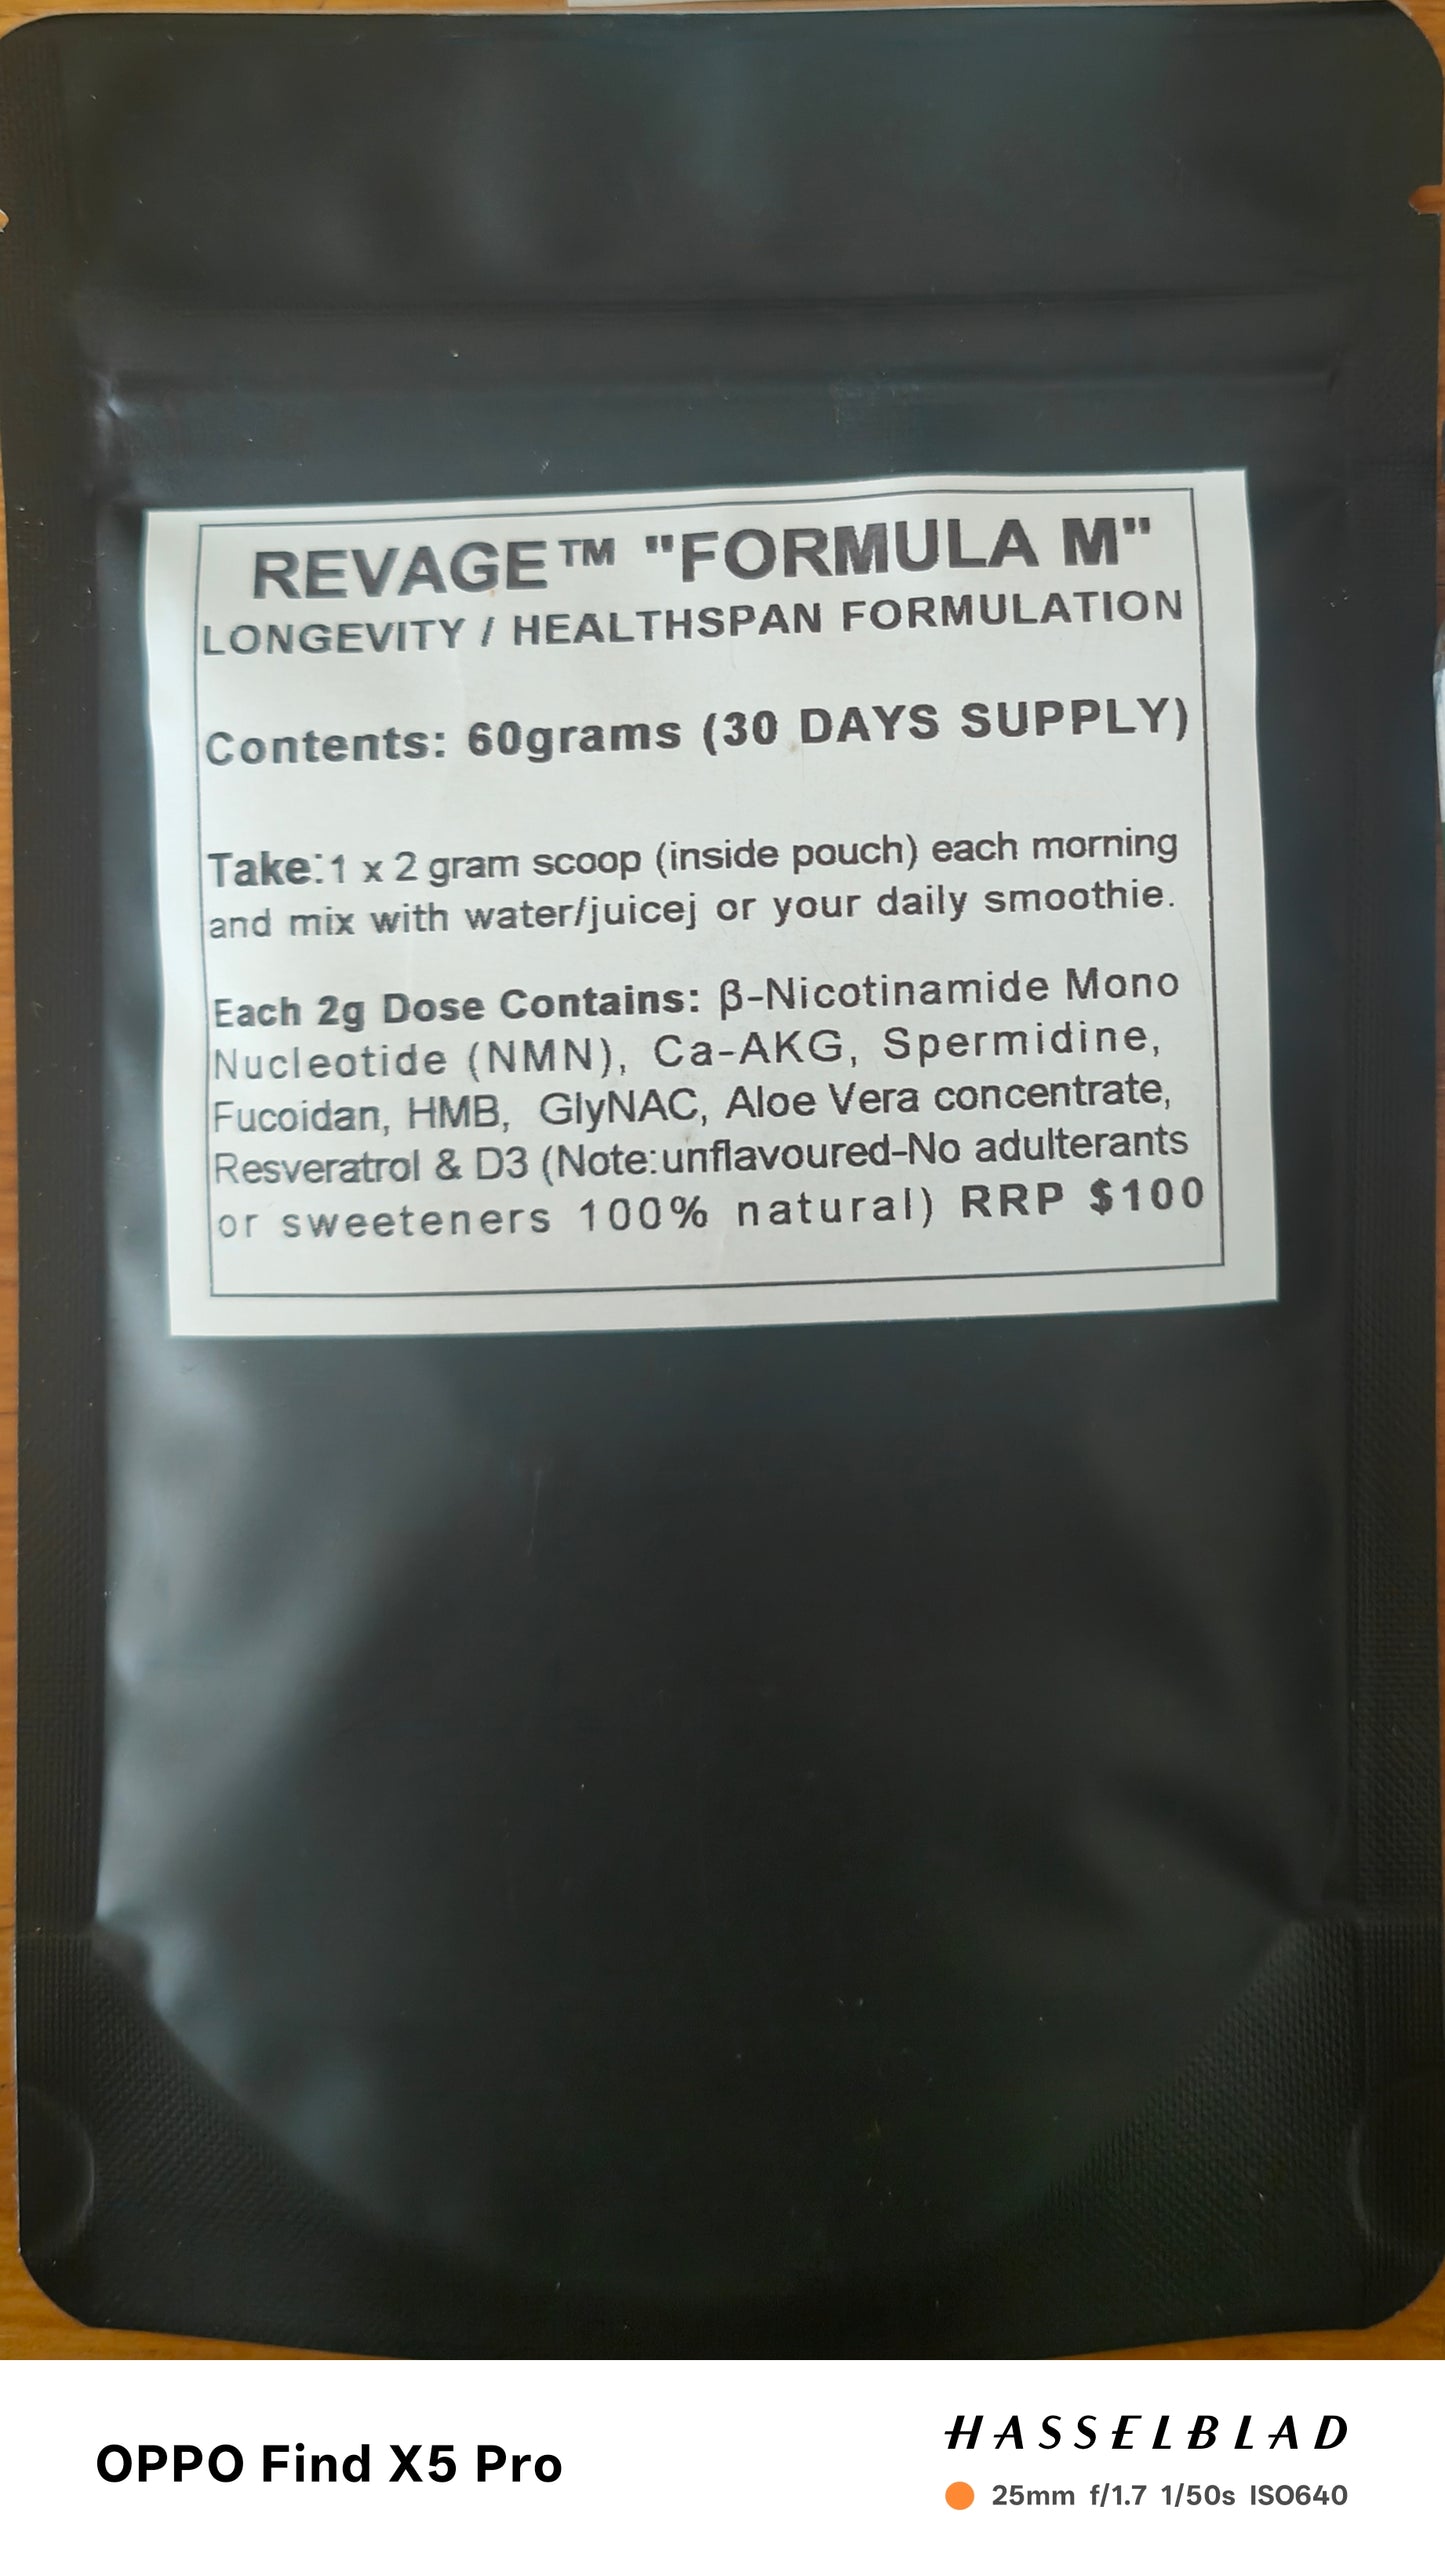 REVAGE™ "FORMULA M"
LONGEVITY / HEALTHSPAN FORMULATION
Contents: 60grams (30 DAYS SUPPLY)
Take:1 x 2 gram scoop (inside pouch) each morning
and mix with water/juicej or your daily smoothie.
Each 2g Dose Contains: β-Nicotinamide Mono
Nucleotide (NMN), Ca-AKG, Spermidine,
Fucoidan, HMB, GlyNAC, Aloe Vera concentrate,
Resveratrol & D3 (Note:unflavoured-No adulterants
or sweeteners 100% natural) RRP $100
OPPO Find X5 Pro
HASSELBLAD
25mm f/1.7 1/50s ISO640